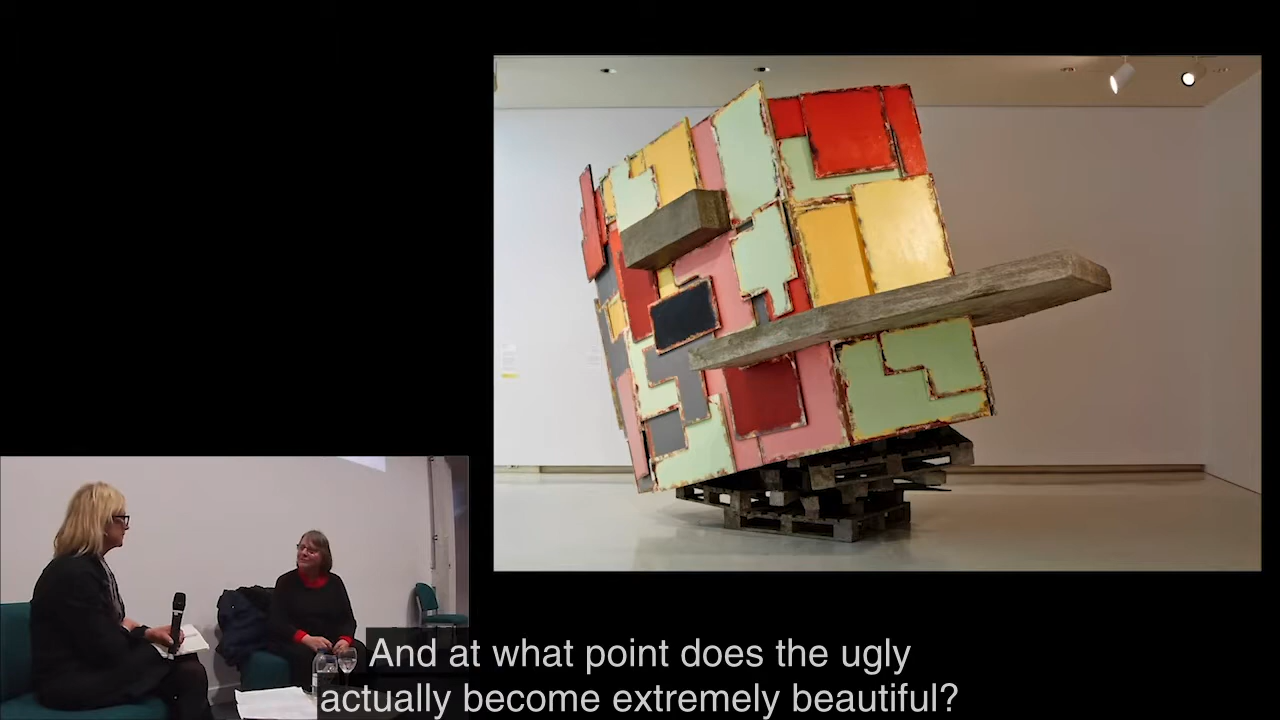 And at what point does the ugly
actually become extremely beautiful?